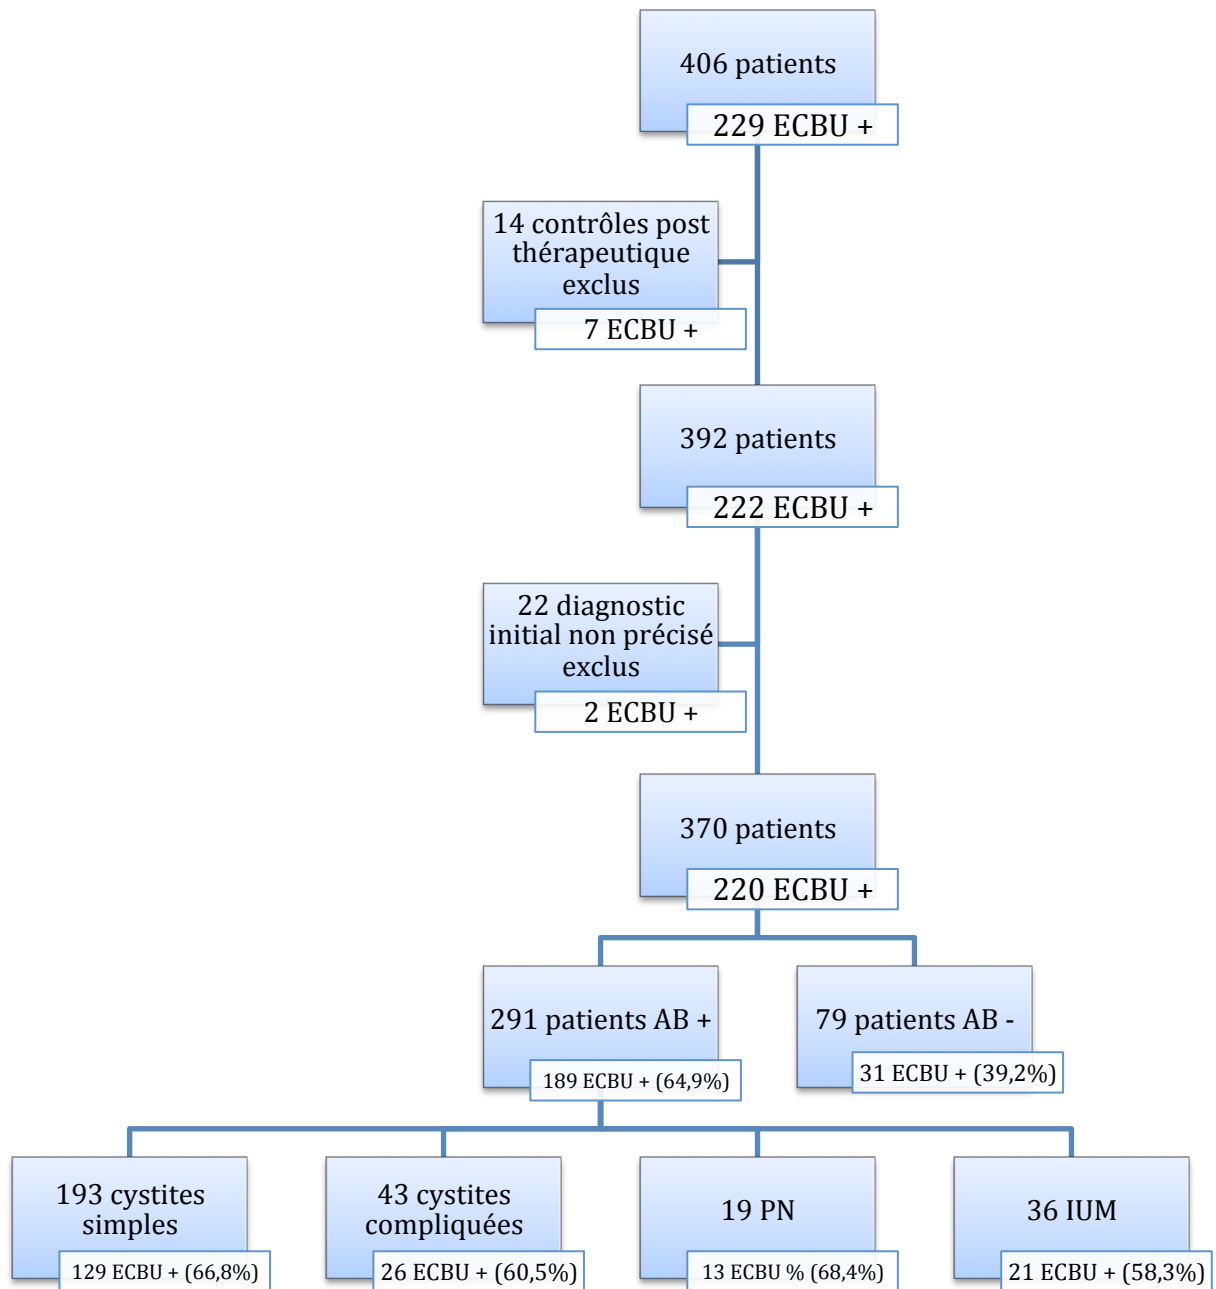 406 patients
229 ECBU +
14 contrôles post
thérapeutique
exclus
7 ECBU +
392 patients
222 ECBU +
22 diagnostic
initial non précisé
exclus
2 ECBU +
370 patients
220 ECBU +
291 patients AB +
189 ECBU + (64,9%)
79 patients AB -
31 ECBU + (39,2%)
193 cystites
simples
129 ECBU + (66,8%)
43 cystites
compliquées
26 ECBU + (60,5%)
19 PN
13 ECBU % (68,4%)
36 IUM
21 ECBU + (58,3%)